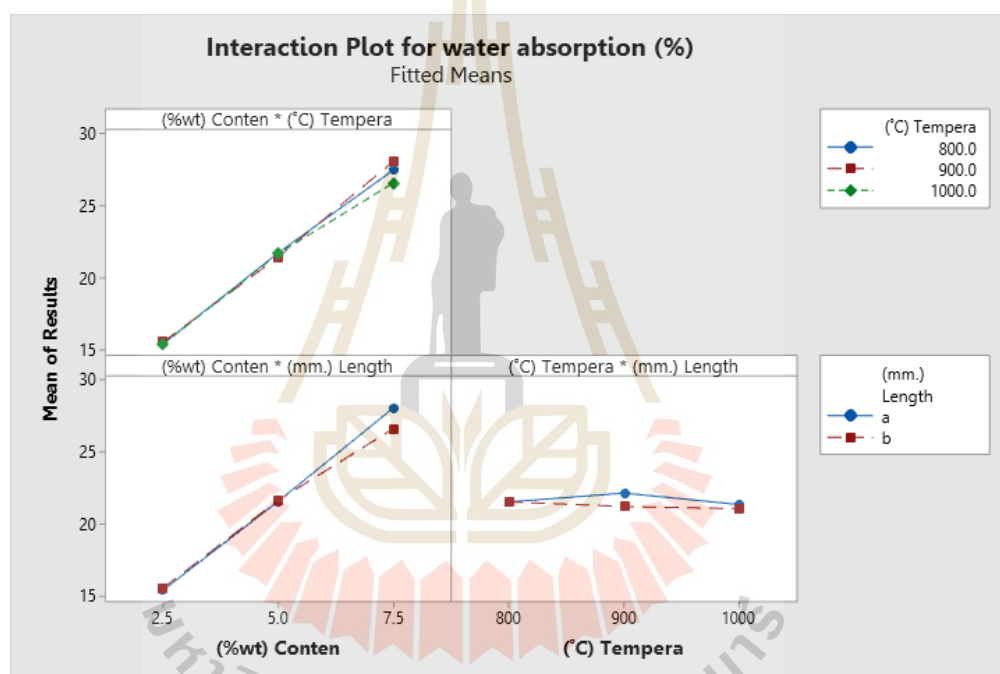 Interaction Plot for water absorption (%)
Fitted Means
(%wt) Conten * (°C) Tempera
30
25
20
15
(°C) Tempera
800.0
900.0
1000.0
Mean of Results
(%wt) Conten * (mm.) Length
(°C) Tempera * (mm.) Length
30
25
20
15
(mm.)
Length
a
b
2.5
5.0
7.5
800
900
1000
(%wt) Conten
(°C) Tempera